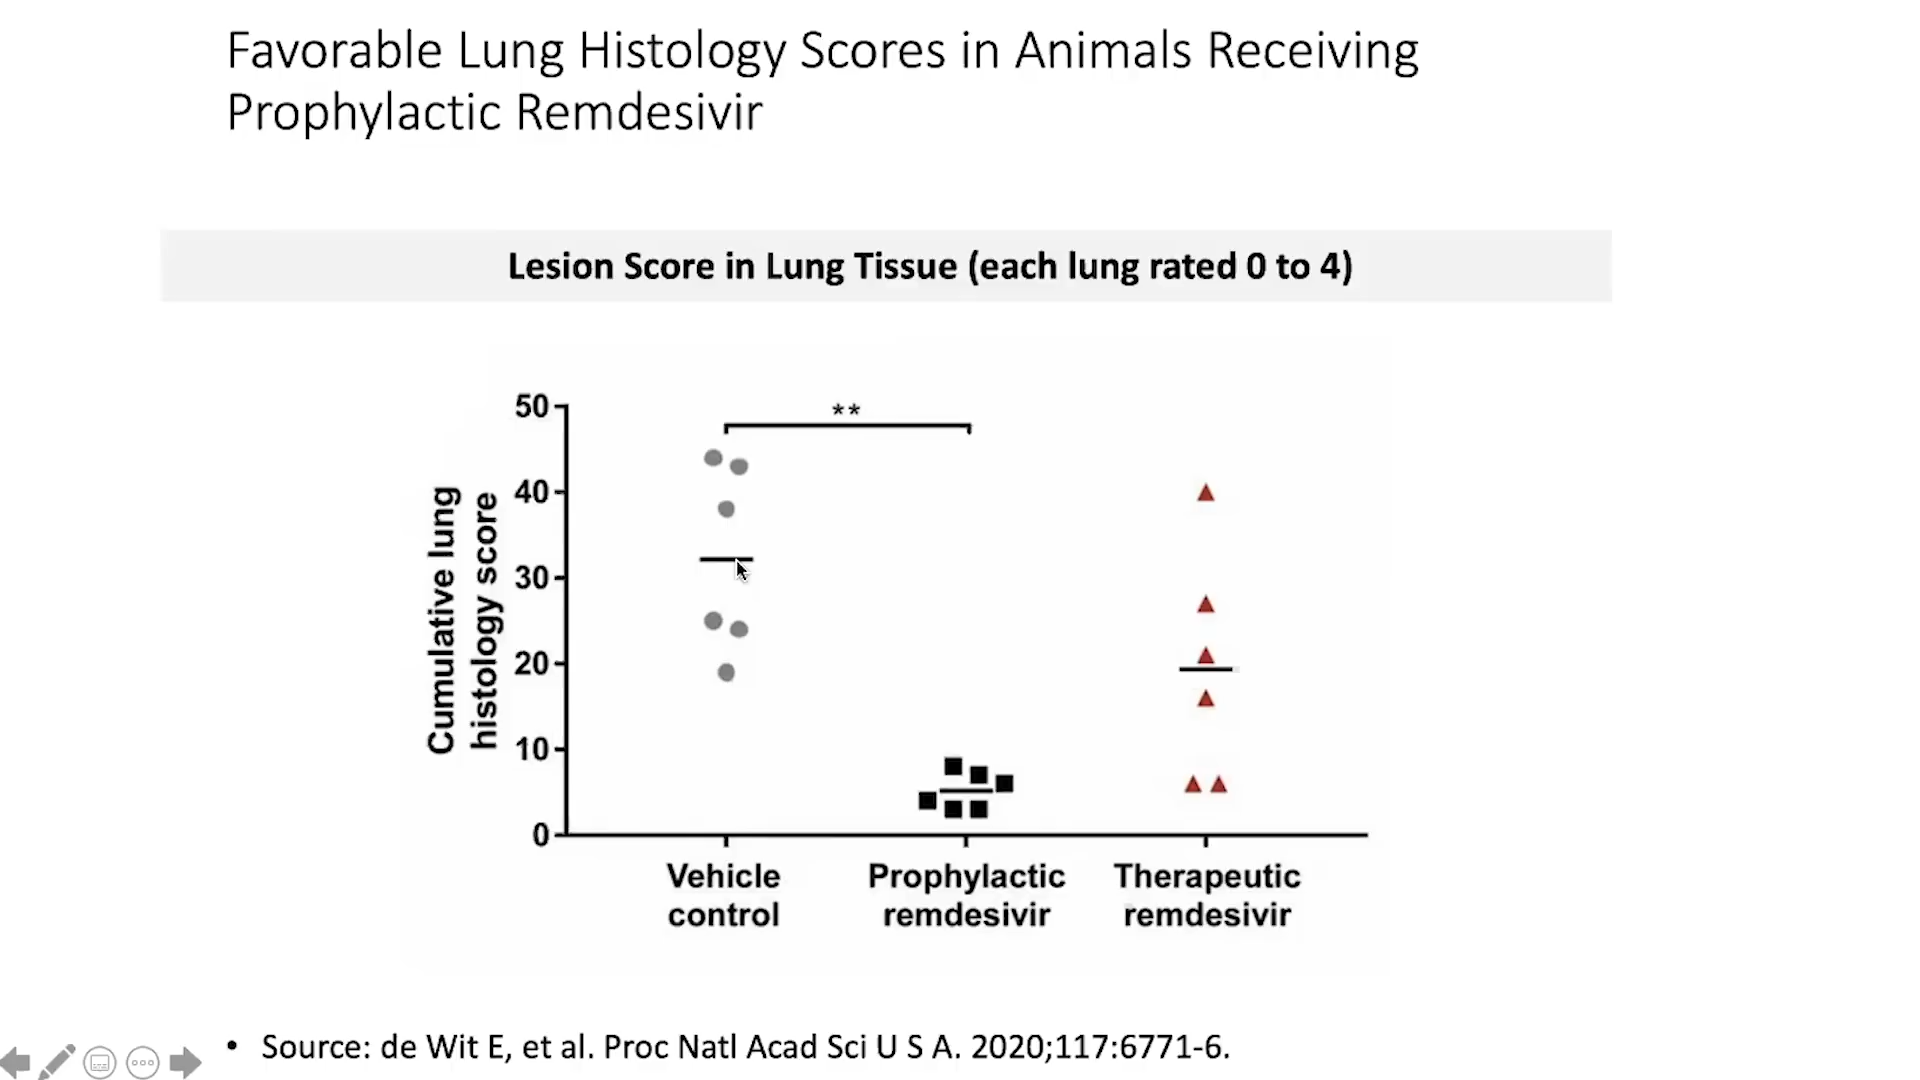 Favorable Lung Histology Scores in Animals Receiving
Prophylactic Remdesivir
Lesion Score in Lung Tissue (each lung rated 0 to 4)
Cumulative lung
histology score
50
40
30
20
10
0
**
Vehicle
control
Prophylactic
remdesivir
Therapeutic
remdesivir
• Source: de Wit E, et al. Proc Natl Acad Sci U S A. 2020;117:6771-6.